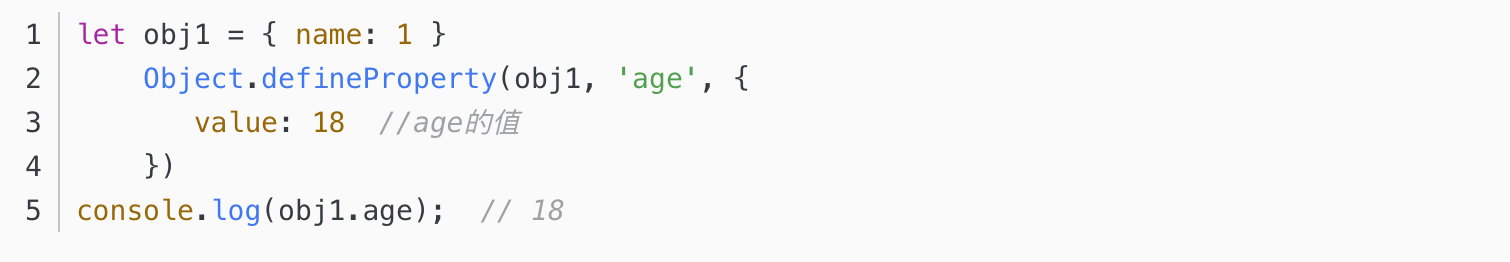 1 let obj1 = { name: 1 }
2     Object.defineProperty(obj1, 'age', {
3        value: 18  //age的值
4     })
5 console.log(obj1.age);  // 18